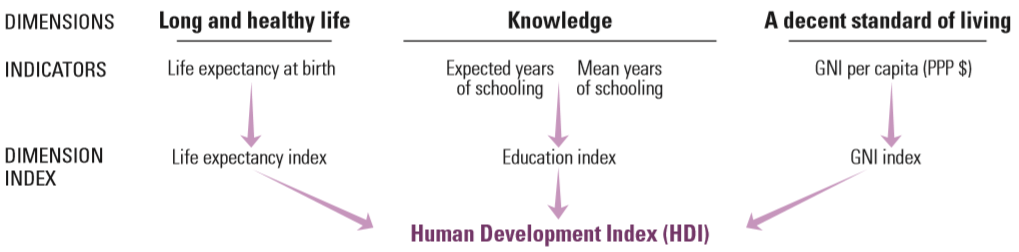 DIMENSIONS Long and healthy life Knowledge A decent standard of living
INDICATORS Life expectancy at birth Expected years of schooling Mean years of schooling GNI per capita (PPP $)
DIMENSION INDEX Life expectancy index Education index GNI index
Human Development Index (HDI)